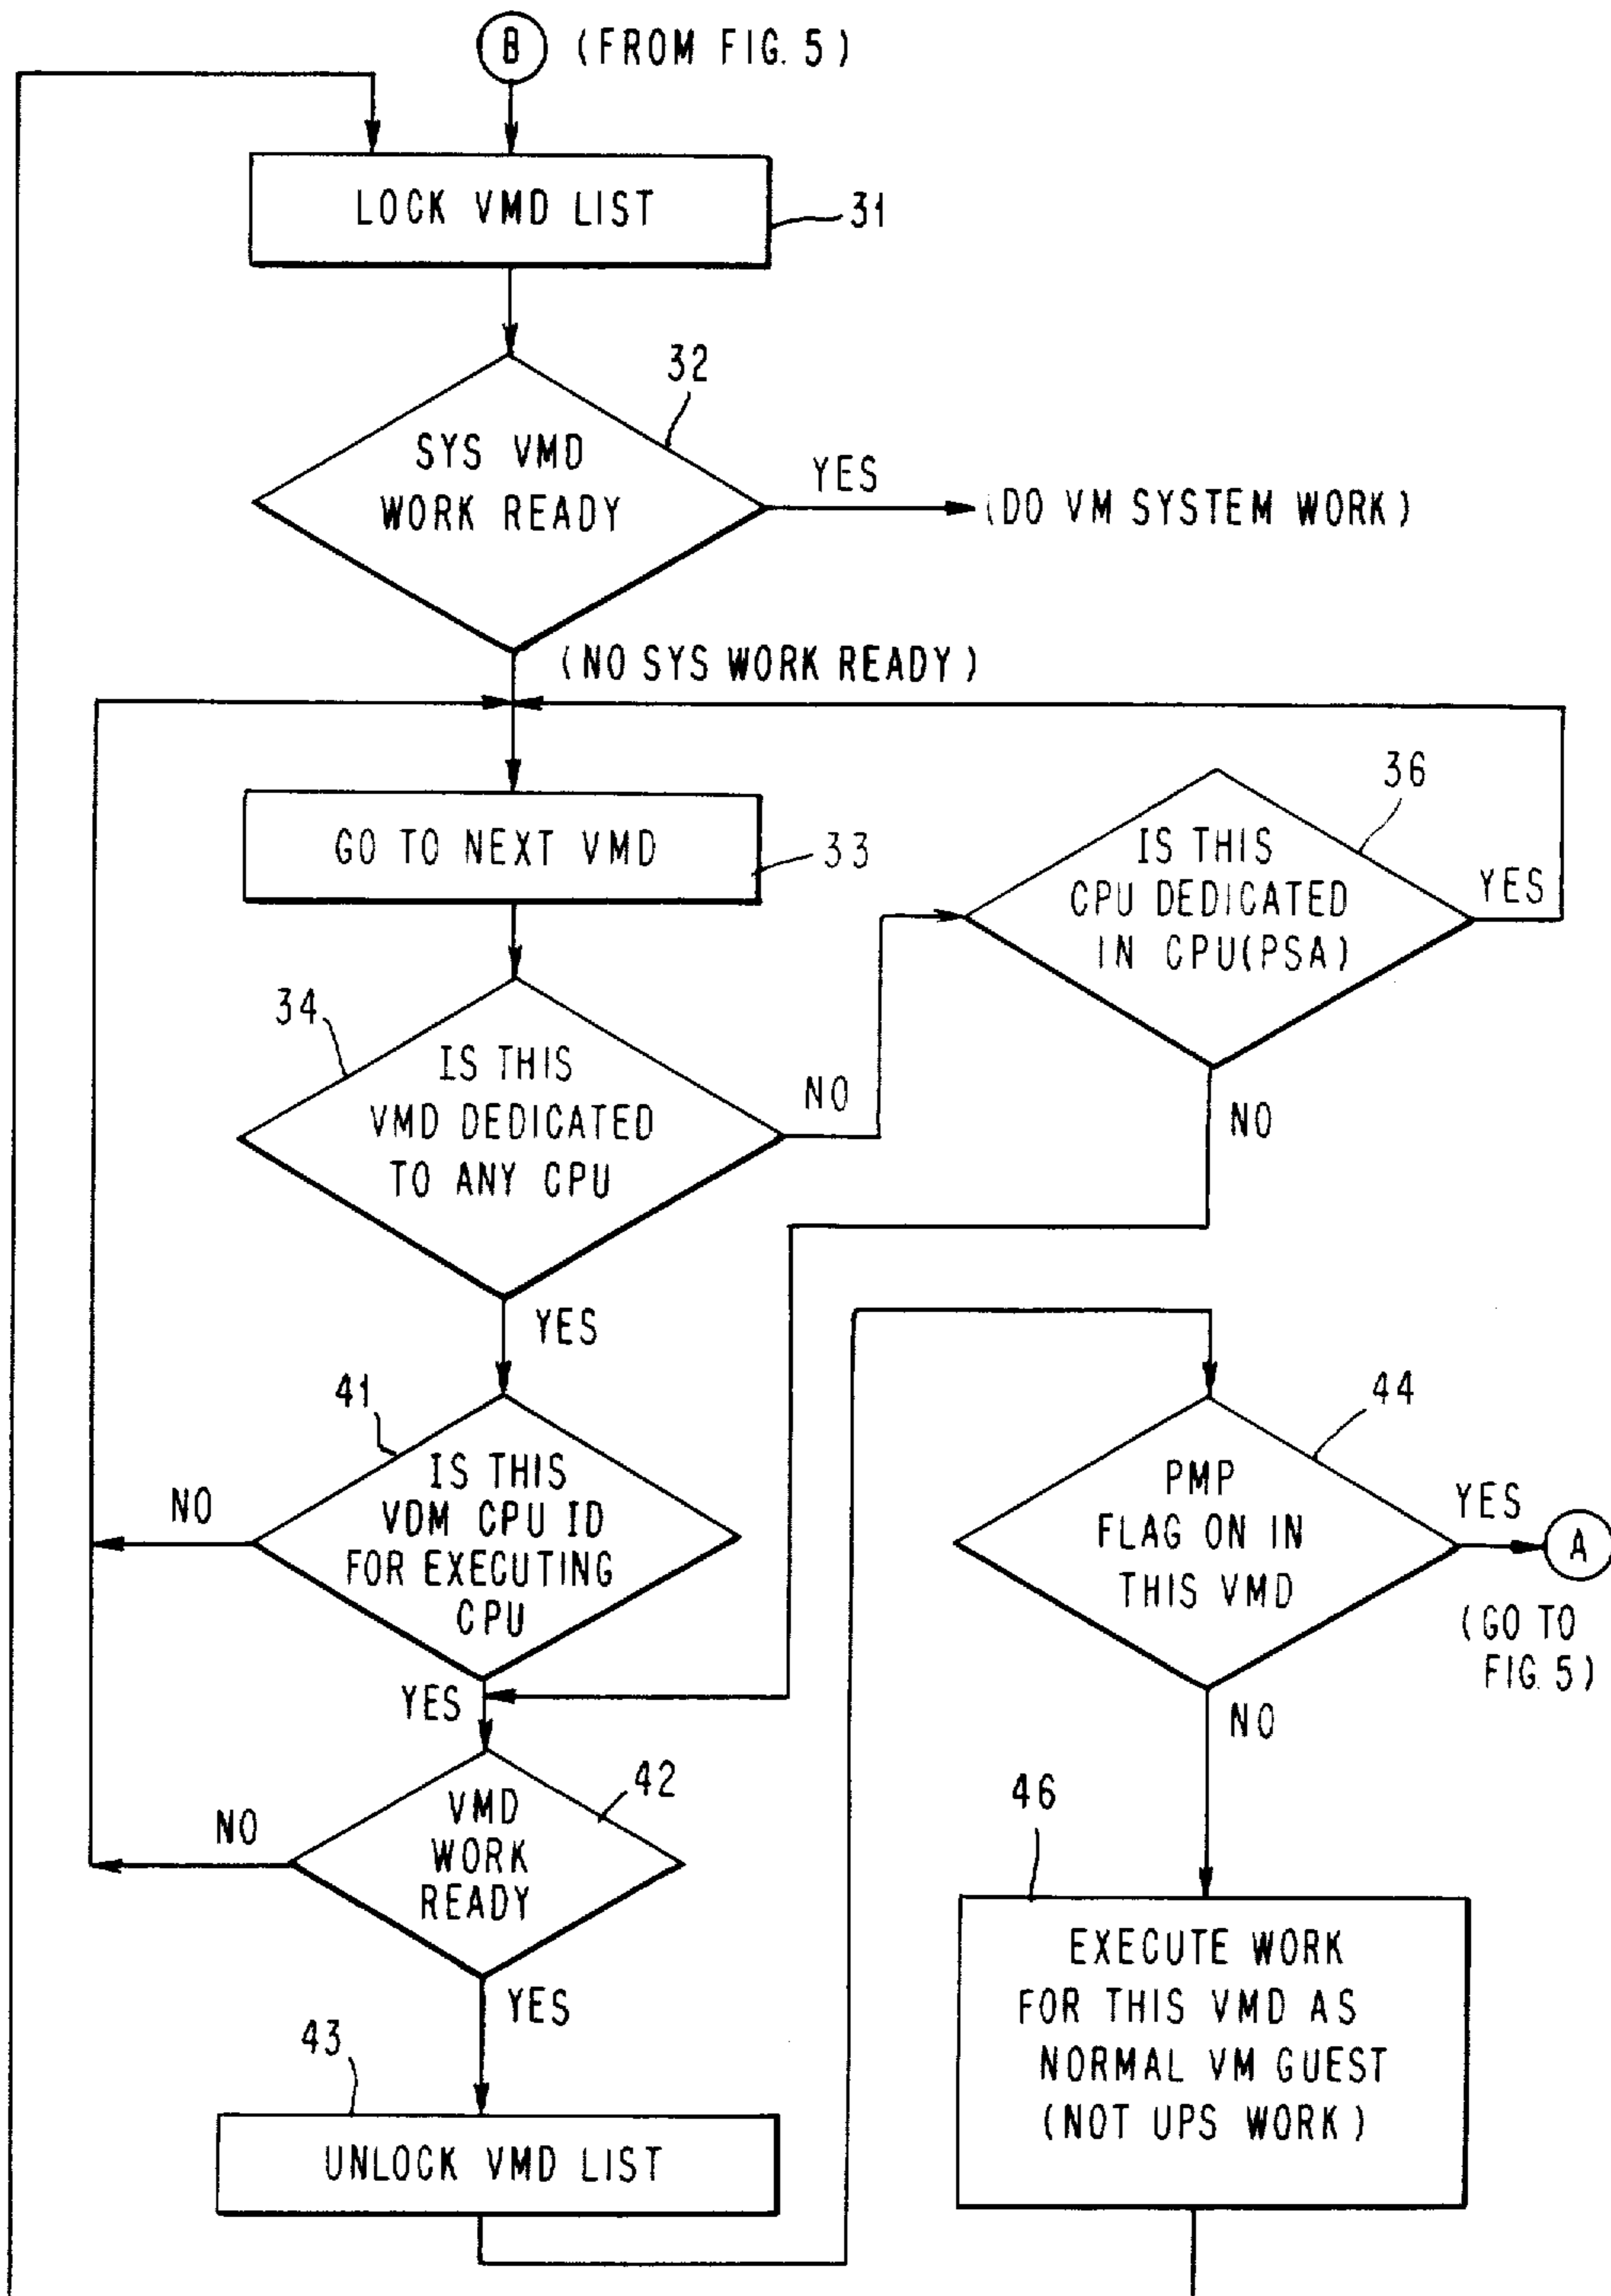 B (FROM FIG. 5)
LOCK VMD LIST
31
32
SYS VMD
WORK READY
YES
(DO VM SYSTEM WORK)
(NO SYS WORK READY)
GO TO NEXT VMD
33
36
IS THIS
CPU DEDICATED
IN CPU(PSA)
YES
NO
34
IS THIS
VMD DEDICATED
TO ANY CPU
NO
YES
41
IS THIS
VDM CPU ID
FOR EXECUTING
CPU
NO
YES
42
VMD
WORK
READY
NO
YES
43
UNLOCK VMD LIST
44
PMP
FLAG ON IN
THIS VMD
YES
A
(GO TO
FIG. 5)
NO
46
EXECUTE WORK
FOR THIS VMD AS
NORMAL VM GUEST
(NOT UPS WORK)